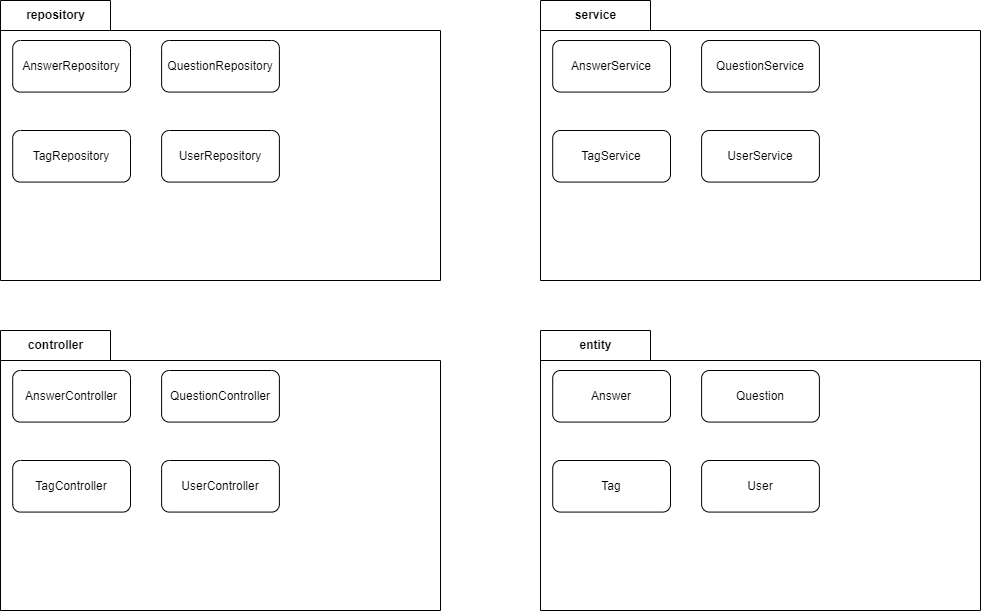 repository
AnswerRepository
QuestionRepository
TagRepository
UserRepository
service
AnswerService
QuestionService
TagService
UserService
controller
AnswerController
QuestionController
TagController
UserController
entity
Answer
Question
Tag
User